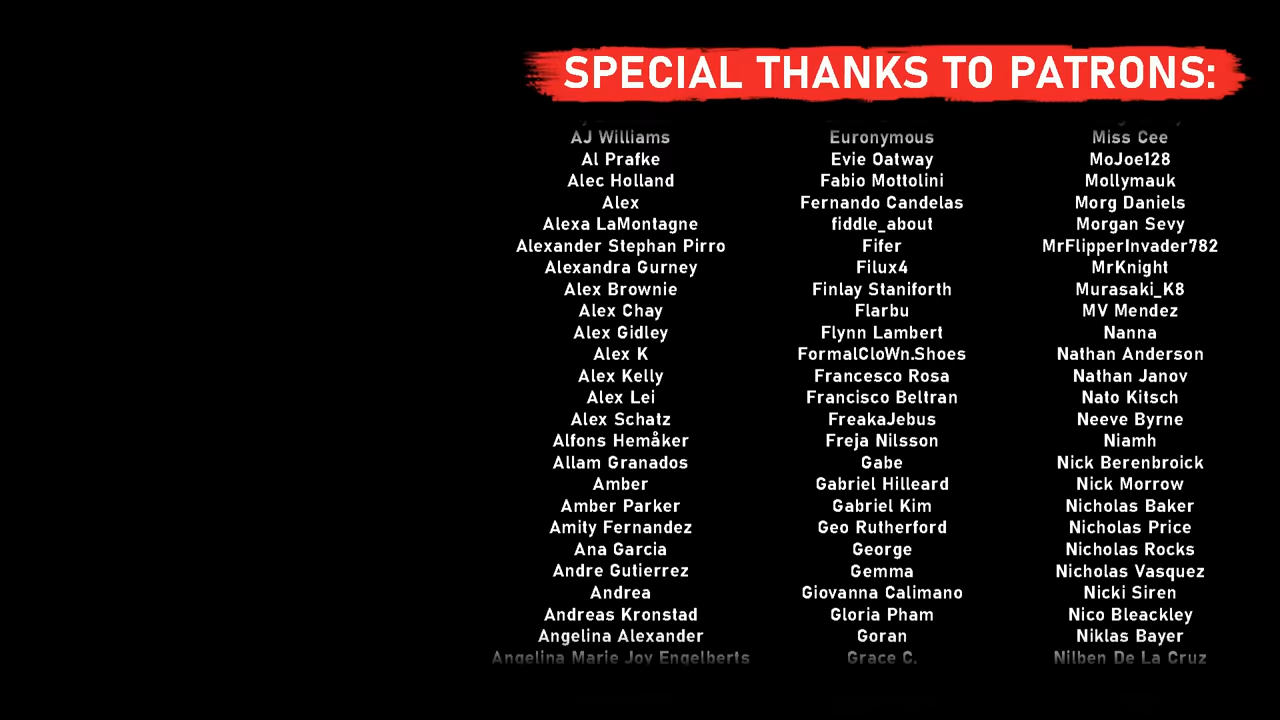 SPECIAL THANKS TO PATRONS:
AJ Williams
Al Prafke
Alec Holland
Alex
Alexa LaMontagne
Alexander Stephan Pirro
Alexandra Gurney
Alex Brownie
Alex Chay
Alex Gidley
Alex K
Alex Kelly
Alex Lei
Alex Schatz
Alfons Hemåker
Allam Granados
Amber
Amber Parker
Amity Fernandez
Ana Garcia
Andre Gutierrez
Andrea
Andreas Kronstad
Angelina Alexander
Angelina Marie Joy Engelberts
Euronymous
Evie Oatway
Fabio Mottolini
Fernando Candelas
fiddle_about
Fifer
Filux4
Finlay Staniforth
Flarbu
Flynn Lambert
FormalCloWn.Shoes
Francesco Rosa
Francisco Beltran
FreakaJebus
Freja Nilsson
Gabe
Gabriel Hilleard
Gabriel Kim
Geo Rutherford
George
Gemma
Giovanna Calimano
Gloria Pham
Goran
Grace C.
Miss Cee
MoJoe128
Mollymauk
Morg Daniels
Morgan Sevy
MrFlipperInvader782
MrKnight
Murasaki_K8
MV Mendez
Nanna
Nathan Anderson
Nathan Janov
Nato Kitsch
Neeve Byrne
Niamh
Nick Berenbroick
Nick Morrow
Nicholas Baker
Nicholas Price
Nicholas Rocks
Nicholas Vasquez
Nicki Siren
Nico Bleackley
Niklas Bayer
Nilben De La Cruz